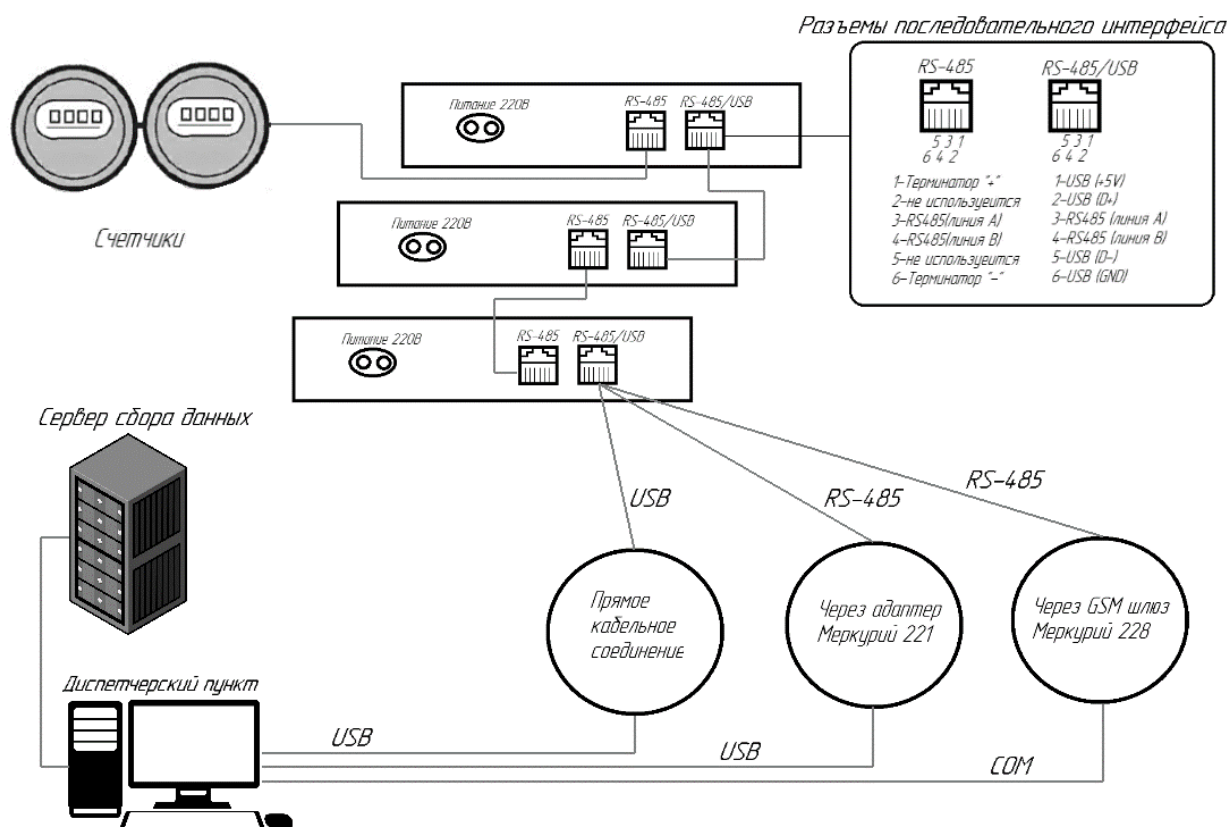 Разъемы последовательного интерфейса
RS-485 RS-485/USB
5 3 1
6 4 2
5 3 1
6 4 2
1-Терминатор "+"
2-не используеится
3-RS485(линия А)
4-RS485(линия В)
5-не используеится
6-Терминатор "-"
1-USB (+5V)
2-USB (D+)
3-RS485 (линия А)
4-RS485 (линия В)
5-USB (D-)
6-USB (GND)
Питание 220В RS-485 RS-485/USB
Счетчики
Питание 220В RS-485 RS-485/USB
Питание 220В RS-485 RS-485/USB
Сервер сбора данных
USB RS-485 RS-485
Прямое
кабельное
соединение
Через адаптер
Меркурий 221
Через GSM шлюз
Меркурий 228
Диспетчерский пункт
USB USB COM